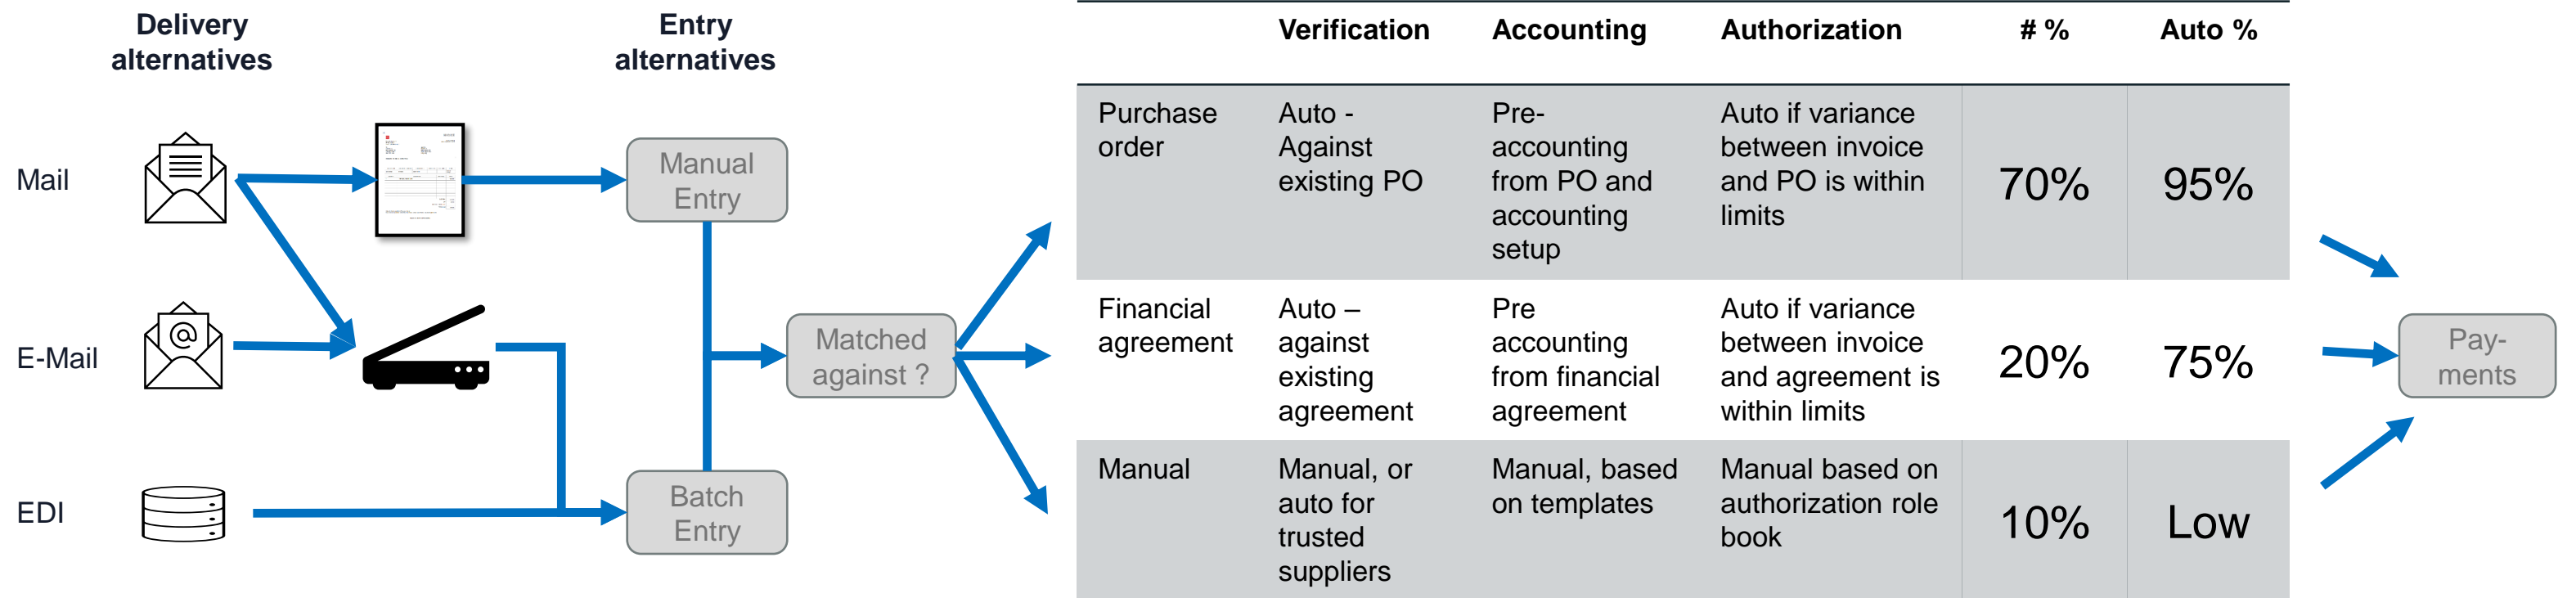 Delivery
alternatives
Entry
alternatives
Mail
E-Mail
EDI
@
Manual
Entry
Batch
Entry
Matched
against ?
Verification
Accounting
Authorization
# %
Auto %
Purchase
order
Auto -
Against
existing PO
Pre-
accounting
from PO and
accounting
setup
Auto if variance
between invoice
and PO is within
limits
70%
95%
Financial
agreement
Auto –
against
existing
agreement
Pre
accounting
from financial
agreement
Auto if variance
between invoice
and agreement is
within limits
20%
75%
Manual
Manual, or
auto for
trusted
suppliers
Manual, based
on templates
Manual based on
authorization role
book
10%
Low
Pay-
ments